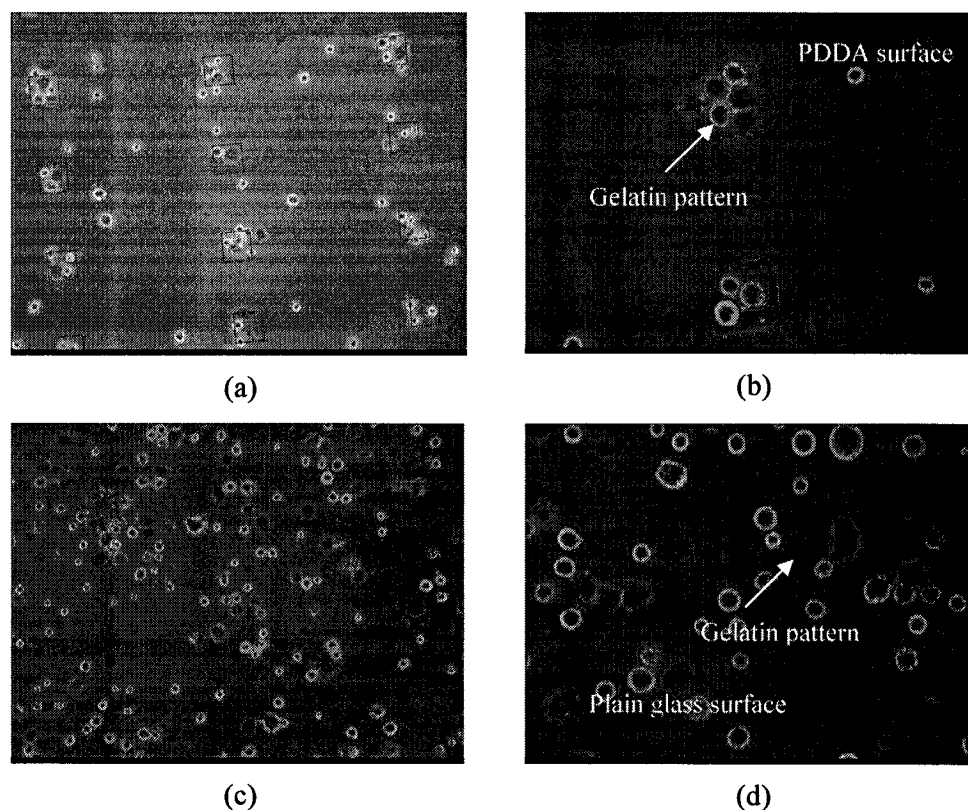 PDDA surface
Gelatin pattern
(a)
(b)
Gelatin pattern
Plain glass surface
(c)
(d)